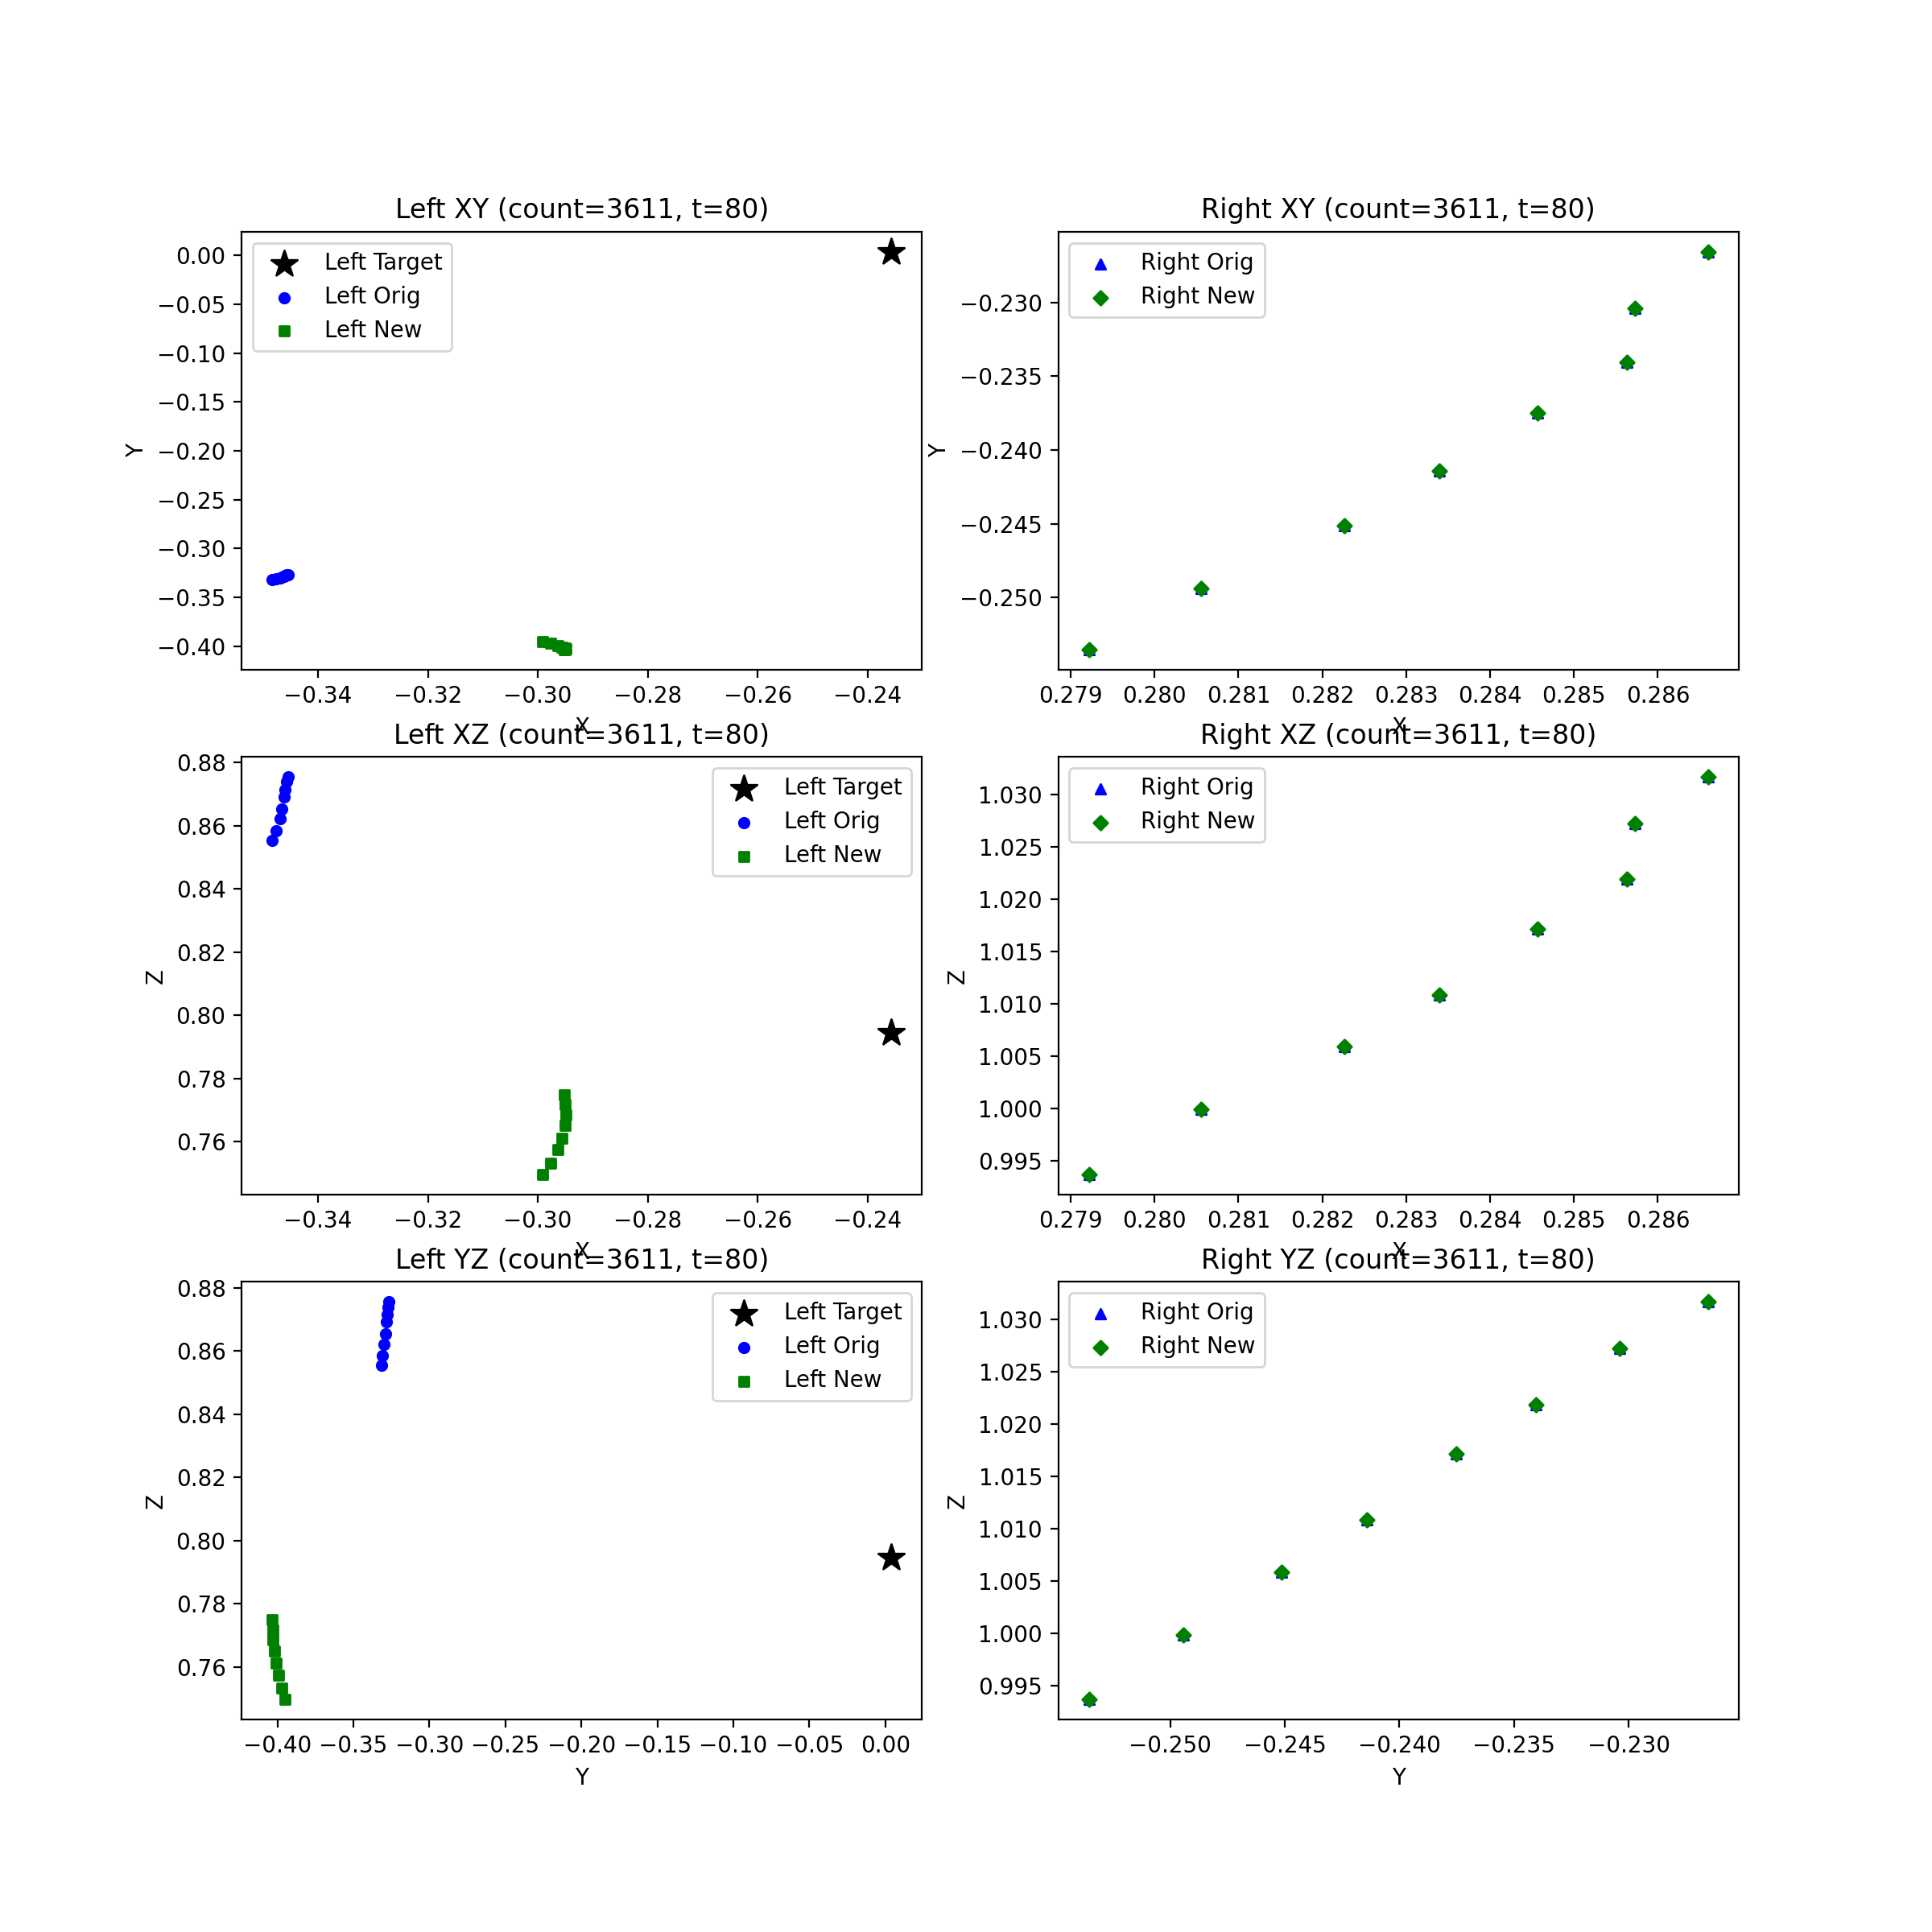 Left XY (count=3611, t=80)
Left Target
Left Orig
Left New
0.00
−0.05
−0.10
−0.15
−0.20
−0.25
−0.30
−0.35
−0.40
Y
−0.34 −0.32 −0.30 −0.28 −0.26 −0.24
X
Right XY (count=3611, t=80)
Right Orig
Right New
−0.230
−0.235
−0.240
−0.245
−0.250
Y
0.279 0.280 0.281 0.282 0.283 0.284 0.285 0.286
X
Left XZ (count=3611, t=80)
Left Target
Left Orig
Left New
0.88
0.86
0.84
0.82
0.80
0.78
0.76
Z
−0.34 −0.32 −0.30 −0.28 −0.26 −0.24
X
Right XZ (count=3611, t=80)
Right Orig
Right New
1.030
1.025
1.020
1.015
1.010
1.005
1.000
0.995
Z
0.279 0.280 0.281 0.282 0.283 0.284 0.285 0.286
X
Left YZ (count=3611, t=80)
Left Target
Left Orig
Left New
0.88
0.86
0.84
0.82
0.80
0.78
0.76
Z
−0.40 −0.35 −0.30 −0.25 −0.20 −0.15 −0.10 −0.05 0.00
Y
Right YZ (count=3611, t=80)
Right Orig
Right New
1.030
1.025
1.020
1.015
1.010
1.005
1.000
0.995
Z
−0.250 −0.245 −0.240 −0.235 −0.230
Y